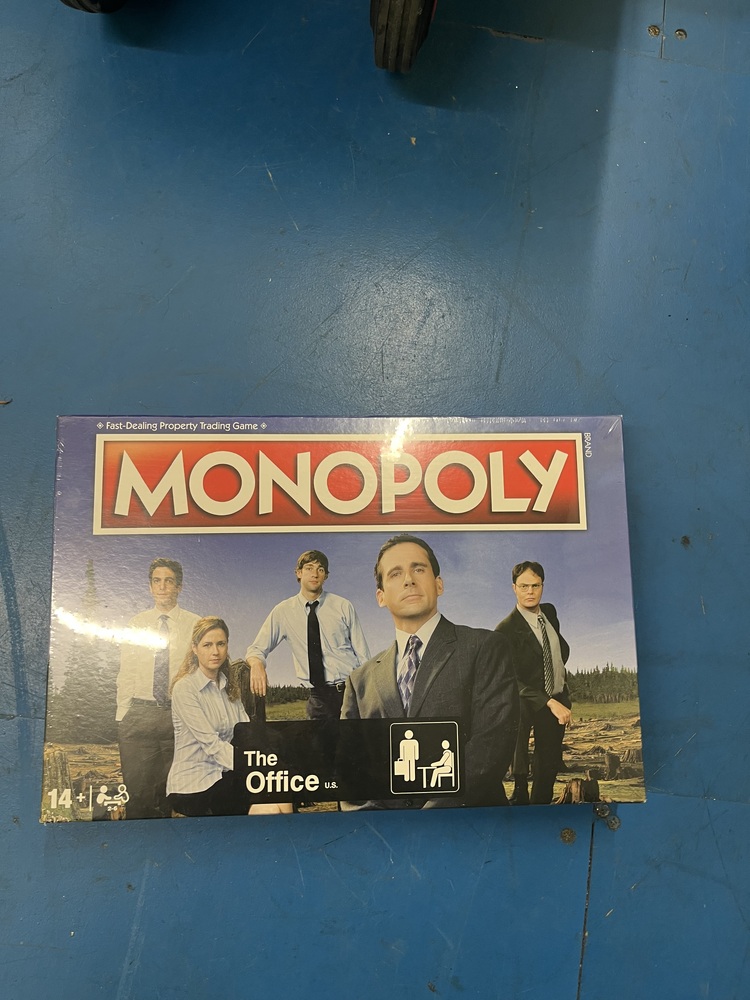 Fast-Dealing Property Trading Game
MONOPOLY
BRAND
The
Office U.S.
14+